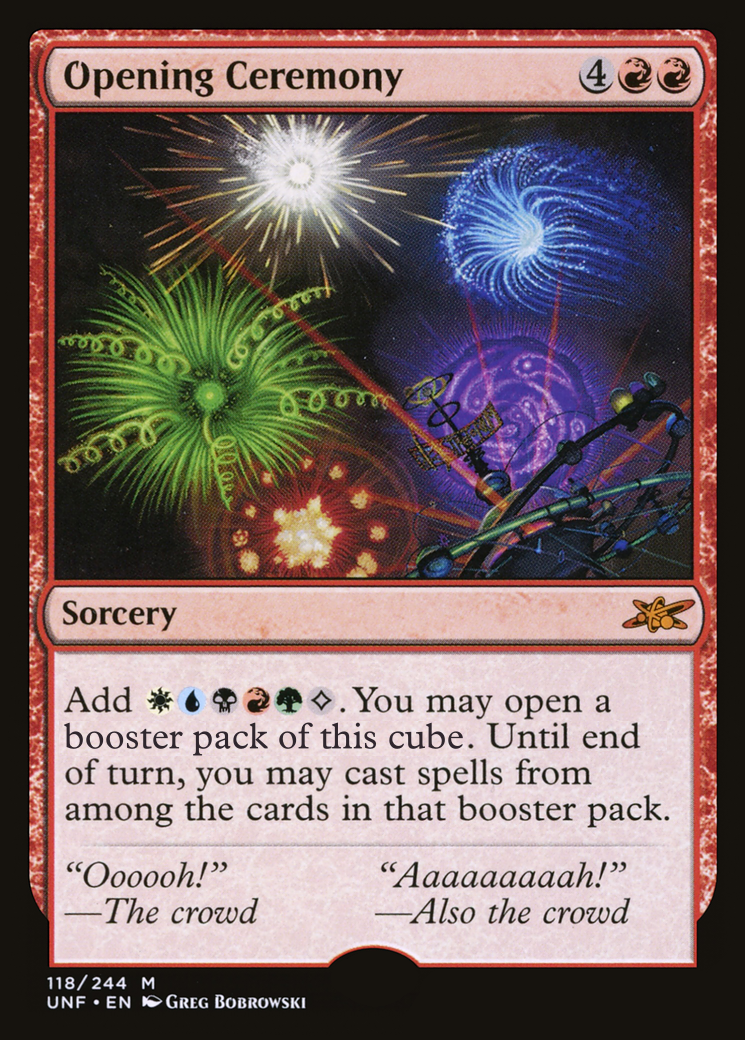 Opening Ceremony 4
Sorcery
Add . You may open a
booster pack of this cube. Until end
of turn, you may cast spells from
among the cards in that booster pack.
“Oooooh!” “Aaaaaaaaah!”
—The crowd —Also the crowd
118/244 M
UNF • EN Greg Bobrowski